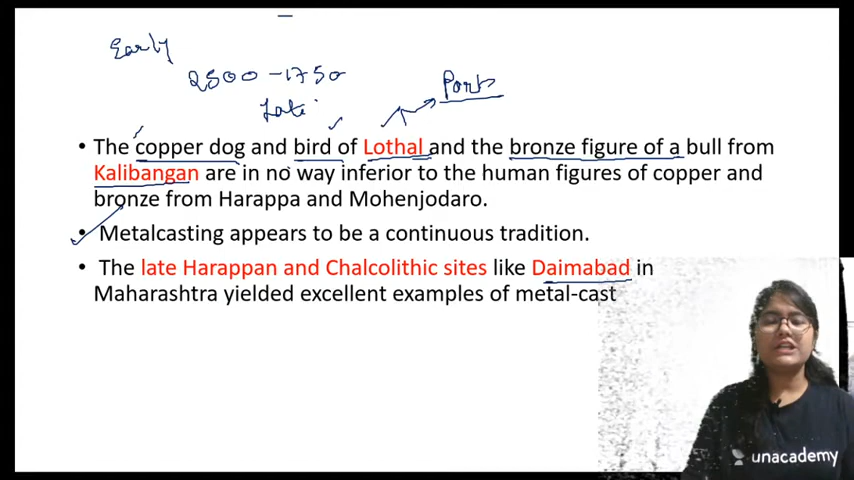 Early
2500 - 1750
Late
Ports
• The copper dog and bird of Lothal and the bronze figure of a bull from
Kalibangan are in no way inferior to the human figures of copper and
bronze from Harappa and Mohenjodaro.
• Metalcasting appears to be a continuous tradition.
• The late Harappan and Chalcolithic sites like Daimabad in
Maharashtra yielded excellent examples of metal-cast
unacademy